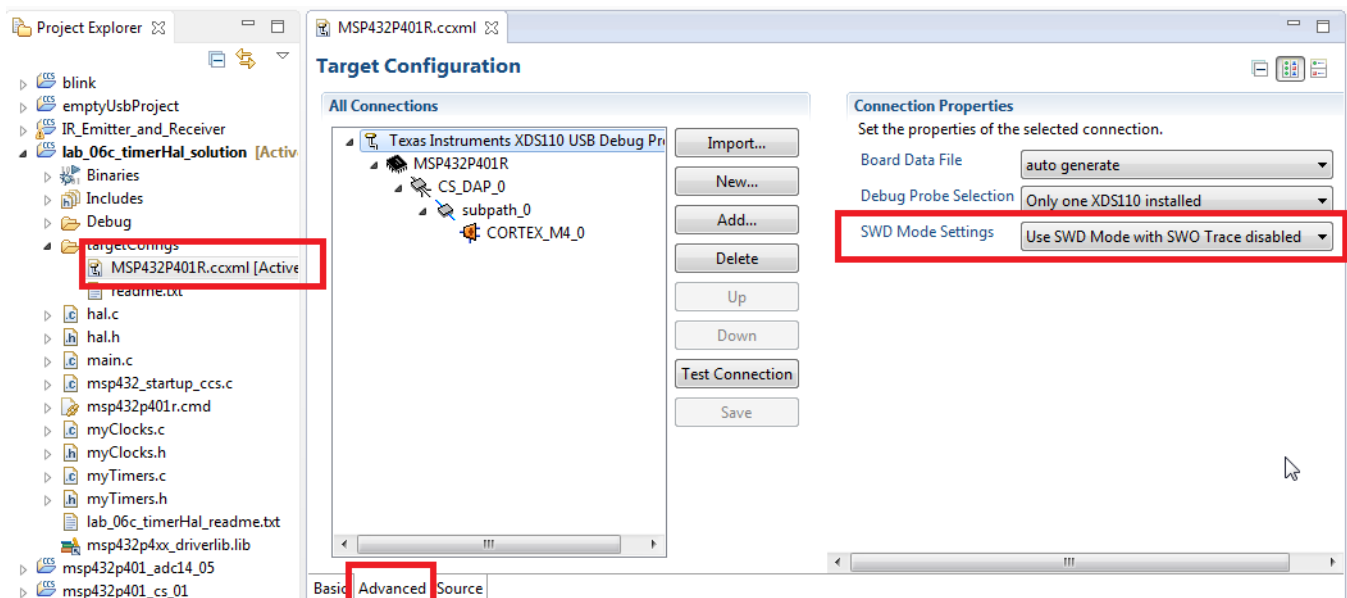 Project Explorer
blink
emptyUsbProject
IR_Emitter_and_Receiver
lab_06c_timerHal_solution [Activ
Binaries
Includes
Debug
targetConfigs
MSP432P401R.ccxml [Active
readme.txt
hal.c
hal.h
main.c
msp432_startup_ccs.c
msp432p401r.cmd
myClocks.c
myClocks.h
myTimers.c
myTimers.h
lab_06c_timerHal_readme.txt
msp432p4xx_driverlib.lib
msp432p401_adc14_05
msp432p401_cs_01
MSP432P401R.ccxml
Target Configuration
All Connections
Texas Instruments XDS110 USB Debug Pr
MSP432P401R
CS_DAP_0
subpath_0
CORTEX_M4_0
Import...
New...
Add...
Delete
Up
Down
Test Connection
Save
Connection Properties
Set the properties of the selected connection.
Board Data File auto generate
Debug Probe Selection Only one XDS110 installed
SWD Mode Settings Use SWD Mode with SWO Trace disabled
Basic Advanced Source